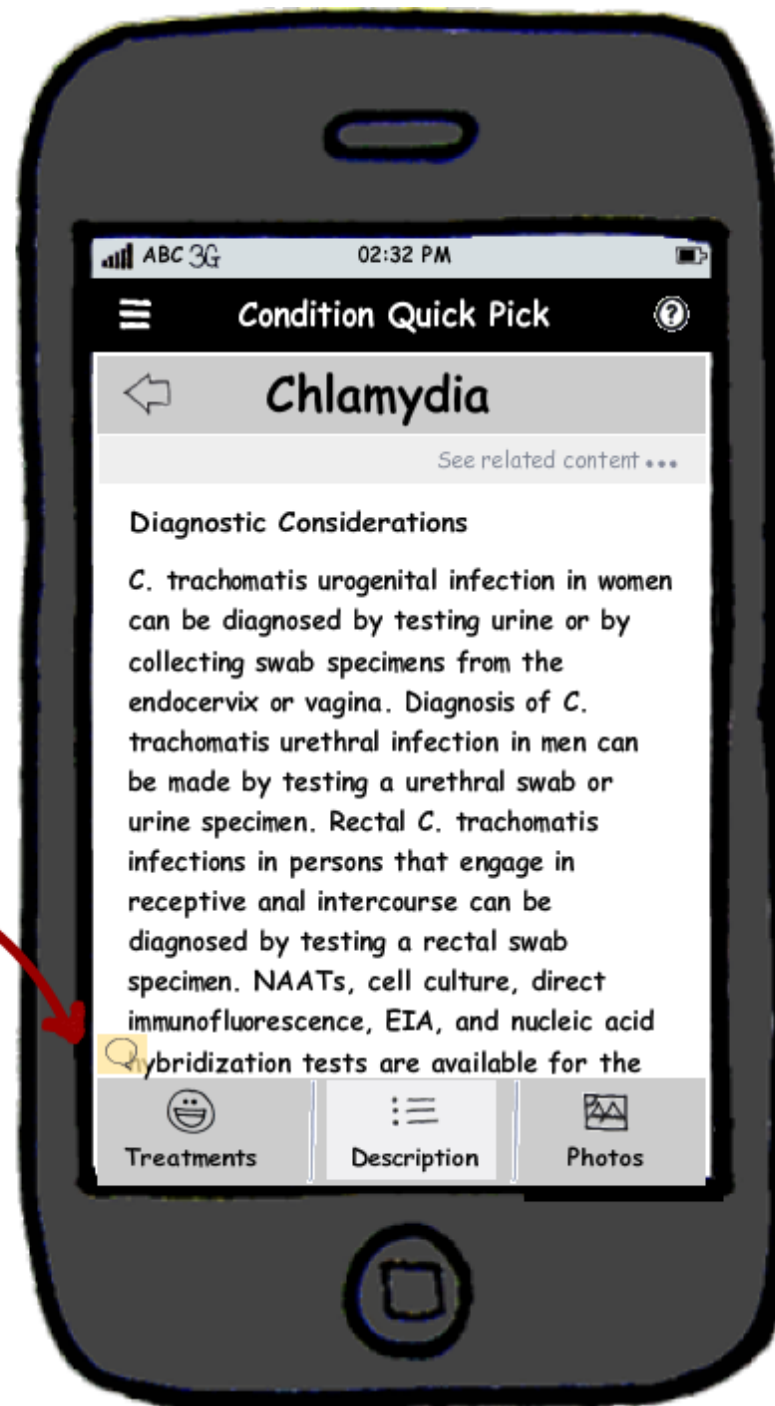 ABC 3G 02:32 PM
Condition Quick Pick ?
Chlamydia
See related content •••
Diagnostic Considerations
C. trachomatis urogenital infection in women
can be diagnosed by testing urine or by
collecting swab specimens from the
endocervix or vagina. Diagnosis of C.
trachomatis urethral infection in men can
be made by testing a urethral swab or
urine specimen. Rectal C. trachomatis
infections in persons that engage in
receptive anal intercourse can be
diagnosed by testing a rectal swab
specimen. NAATs, cell culture, direct
immunofluorescence, EIA, and nucleic acid
hybridization tests are available for the
Treatments Description Photos